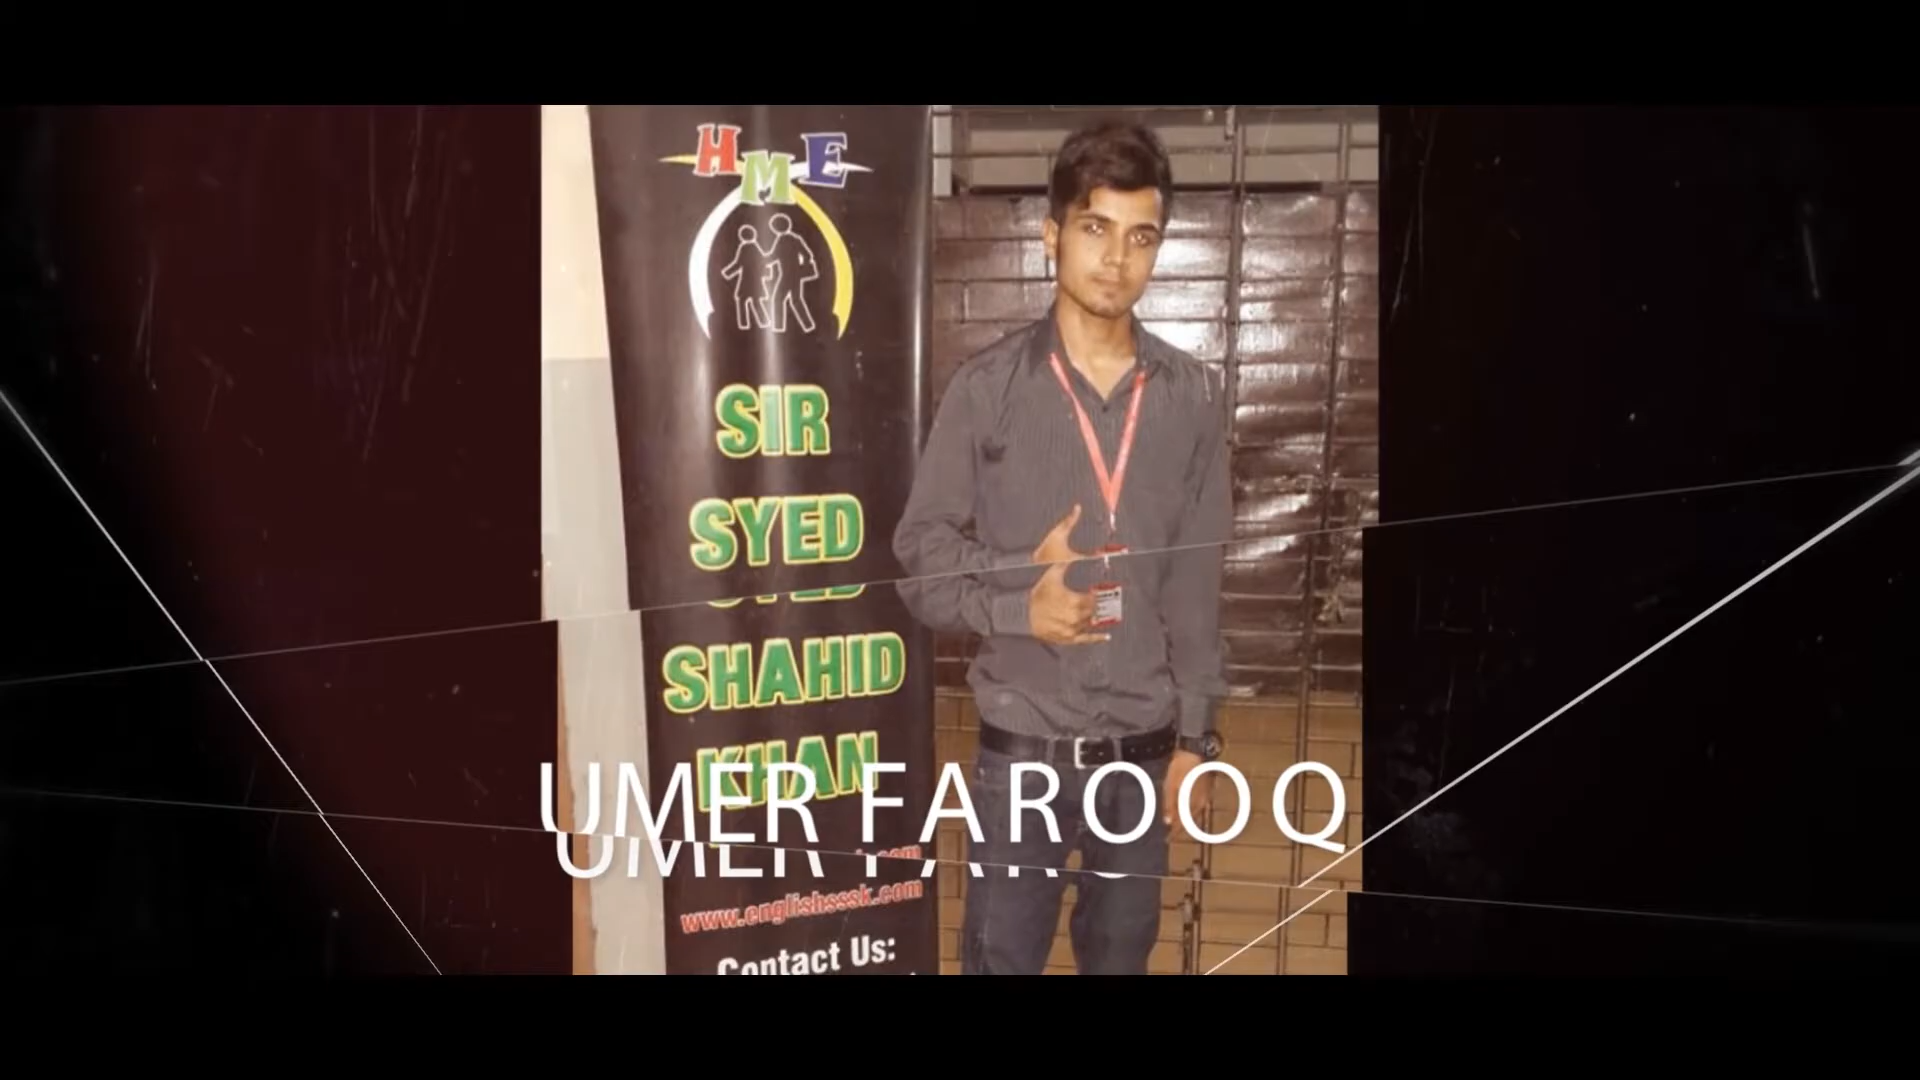 HME
SIR
SYED
SHAHID
KHAN
UMER FAROOQ
www.englishsssk.com
Contact Us: